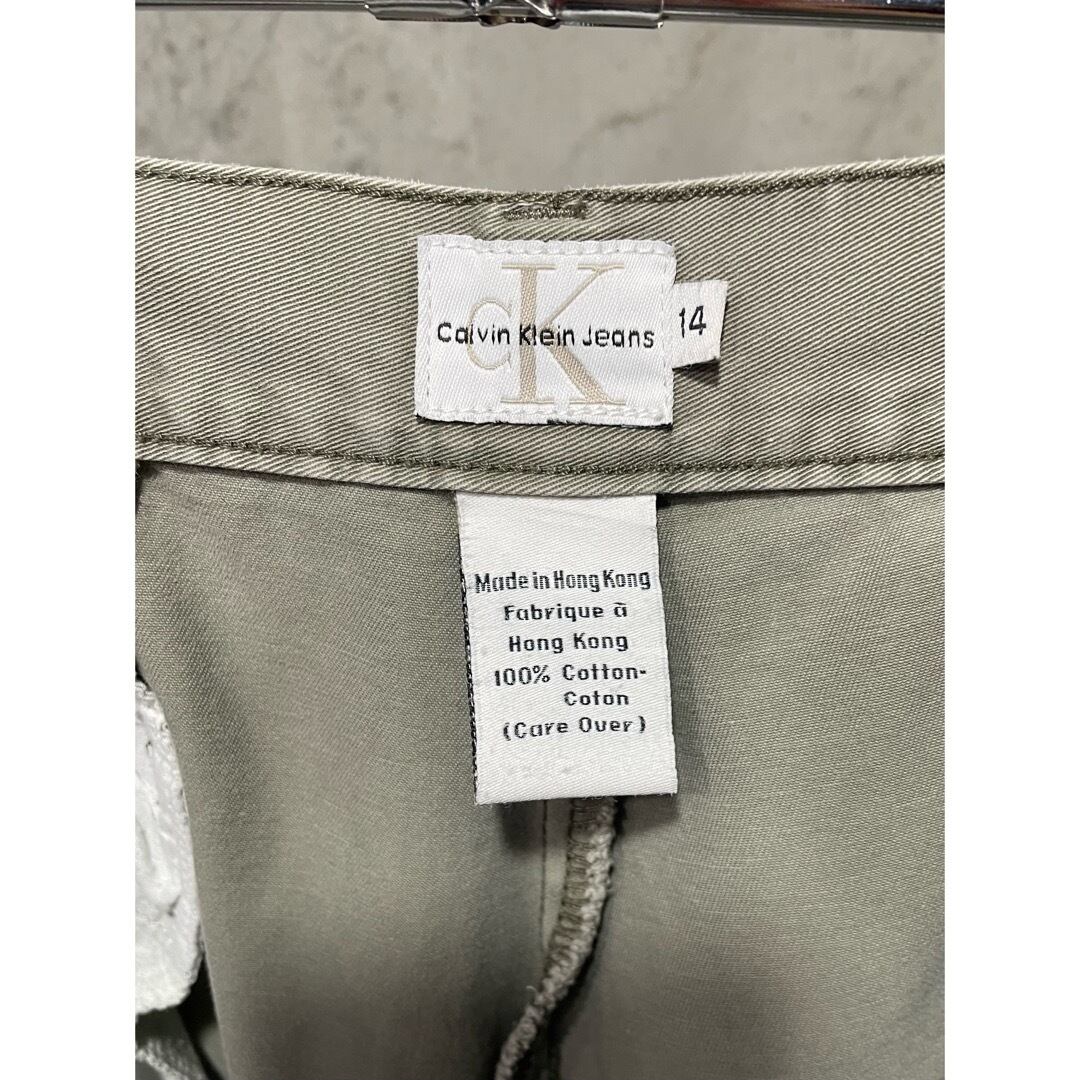 CK
Calvin Klein Jeans
14
Made in Hong Kong
Fabrique à
Hong Kong
100% Cotton-
Coton
(Care Over)